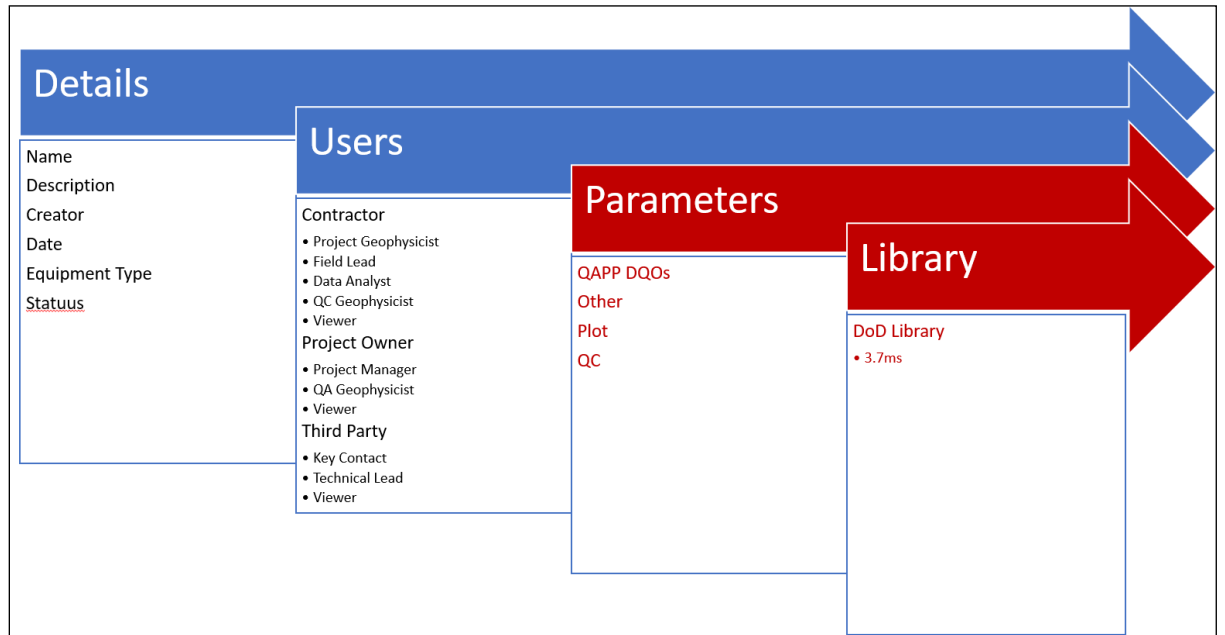 Details
Name
Description
Creator
Date
Equipment Type
Statuus
Users
Contractor
• Project Geophysicist
• Field Lead
• Data Analyst
• QC Geophysicist
• Viewer
Project Owner
• Project Manager
• QA Geophysicist
• Viewer
Third Party
• Key Contact
• Technical Lead
• Viewer
Parameters
QAPP DQOs
Other
Plot
QC
Library
DoD Library
• 3.7ms